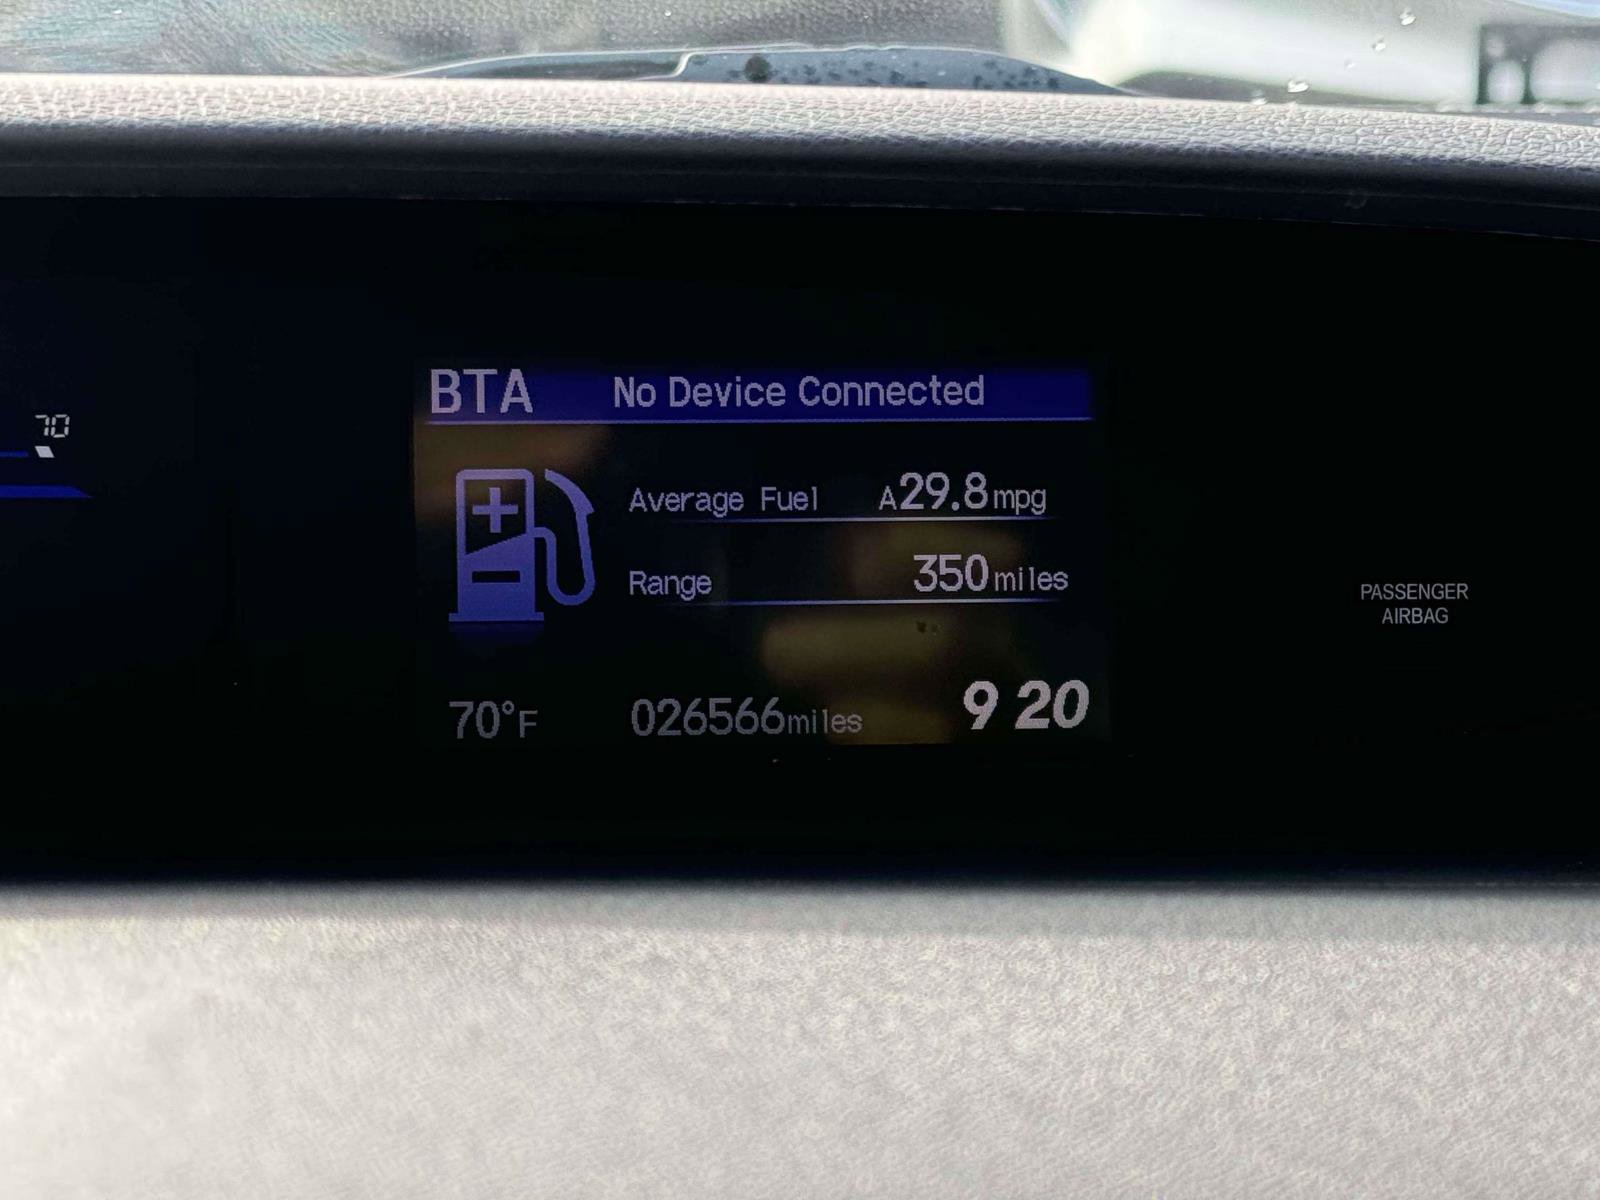 BTA No Device Connected
70
Average Fuel A29.8mpg
Range 350miles
PASSENGER
AIRBAG
70°F 026566miles 9 20